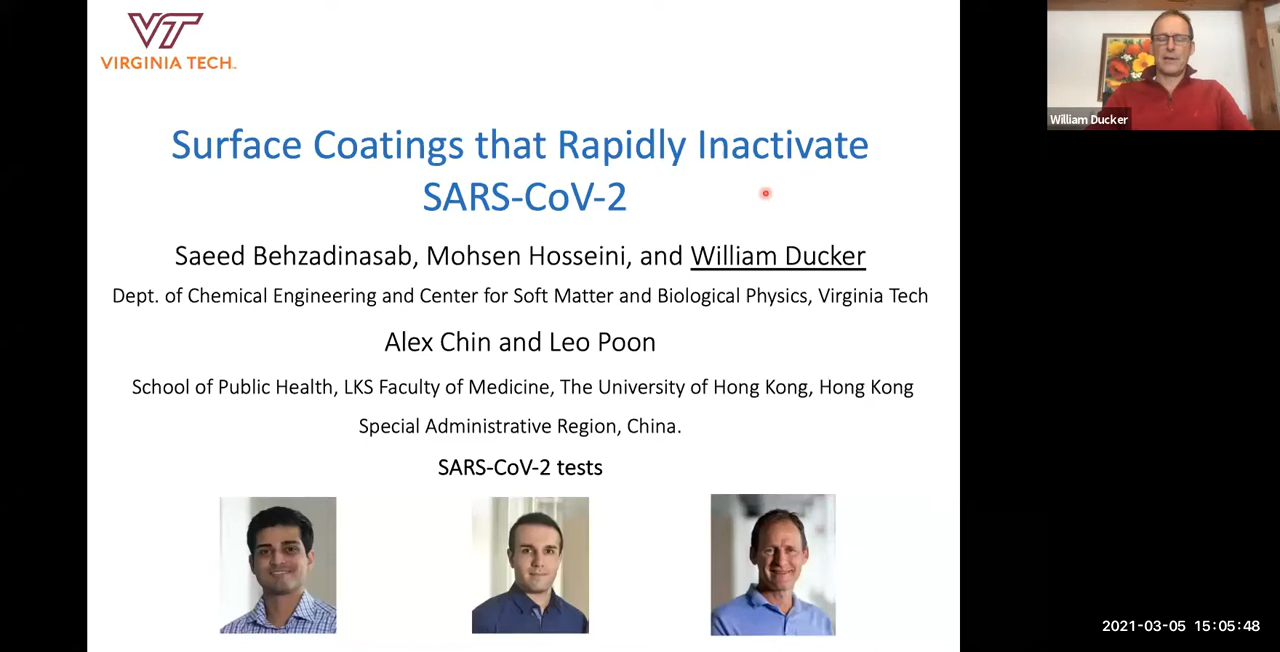 VIRGINIA TECH
Surface Coatings that Rapidly Inactivate
SARS-CoV-2
Saeed Behzadinasab, Mohsen Hosseini, and William Ducker
Dept. of Chemical Engineering and Center for Soft Matter and Biological Physics, Virginia Tech
Alex Chin and Leo Poon
School of Public Health, LKS Faculty of Medicine, The University of Hong Kong, Hong Kong
Special Administrative Region, China.
SARS-CoV-2 tests
William Ducker
2021-03-05 15:05:48